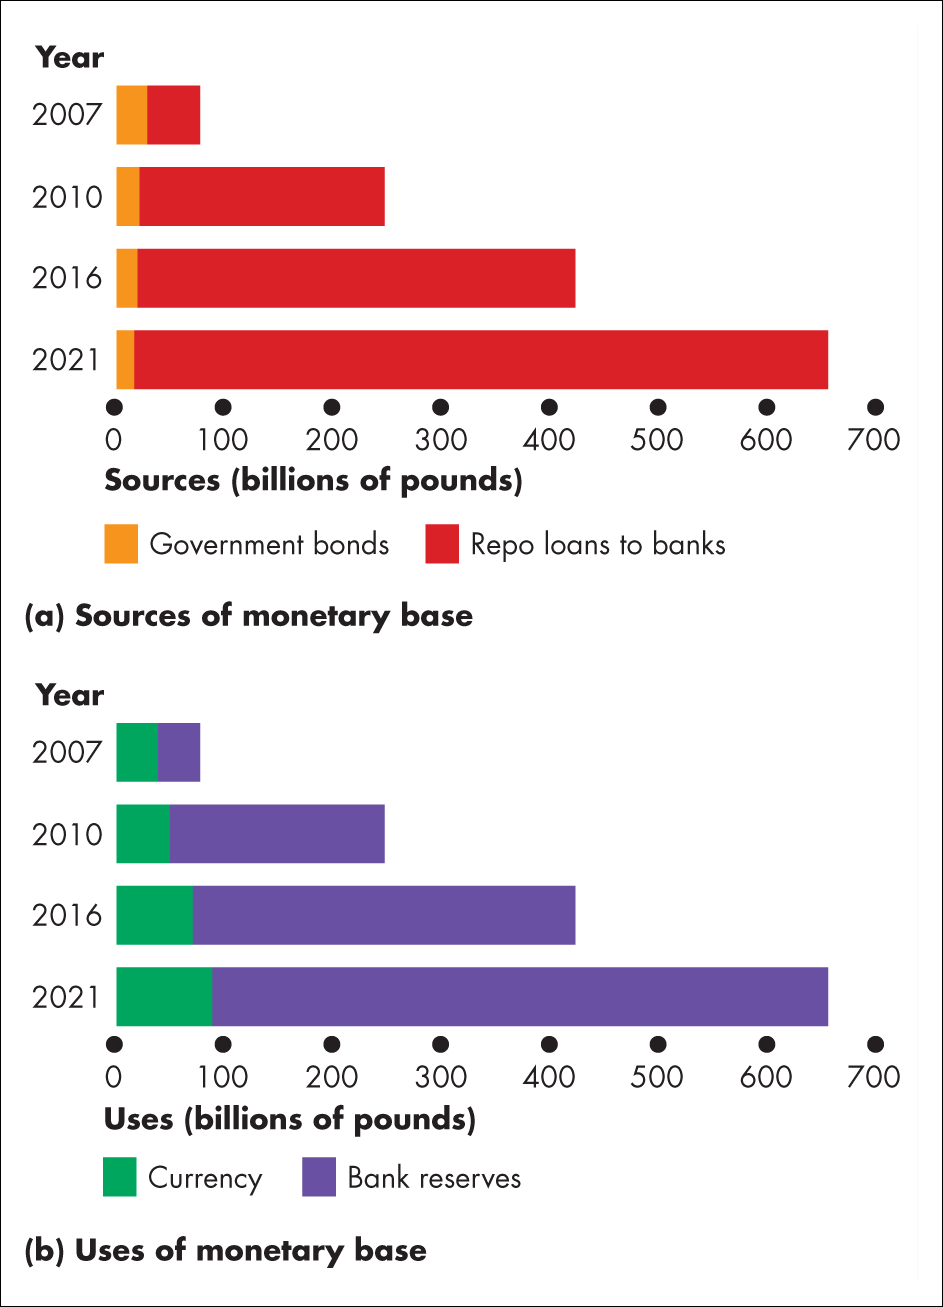 Year
2007
2010
2016
2021
0 100 200 300 400 500 600 700
Sources (billions of pounds)
Government bonds Repo loans to banks
(a) Sources of monetary base
Year
2007
2010
2016
2021
0 100 200 300 400 500 600 700
Uses (billions of pounds)
Currency Bank reserves
(b) Uses of monetary base